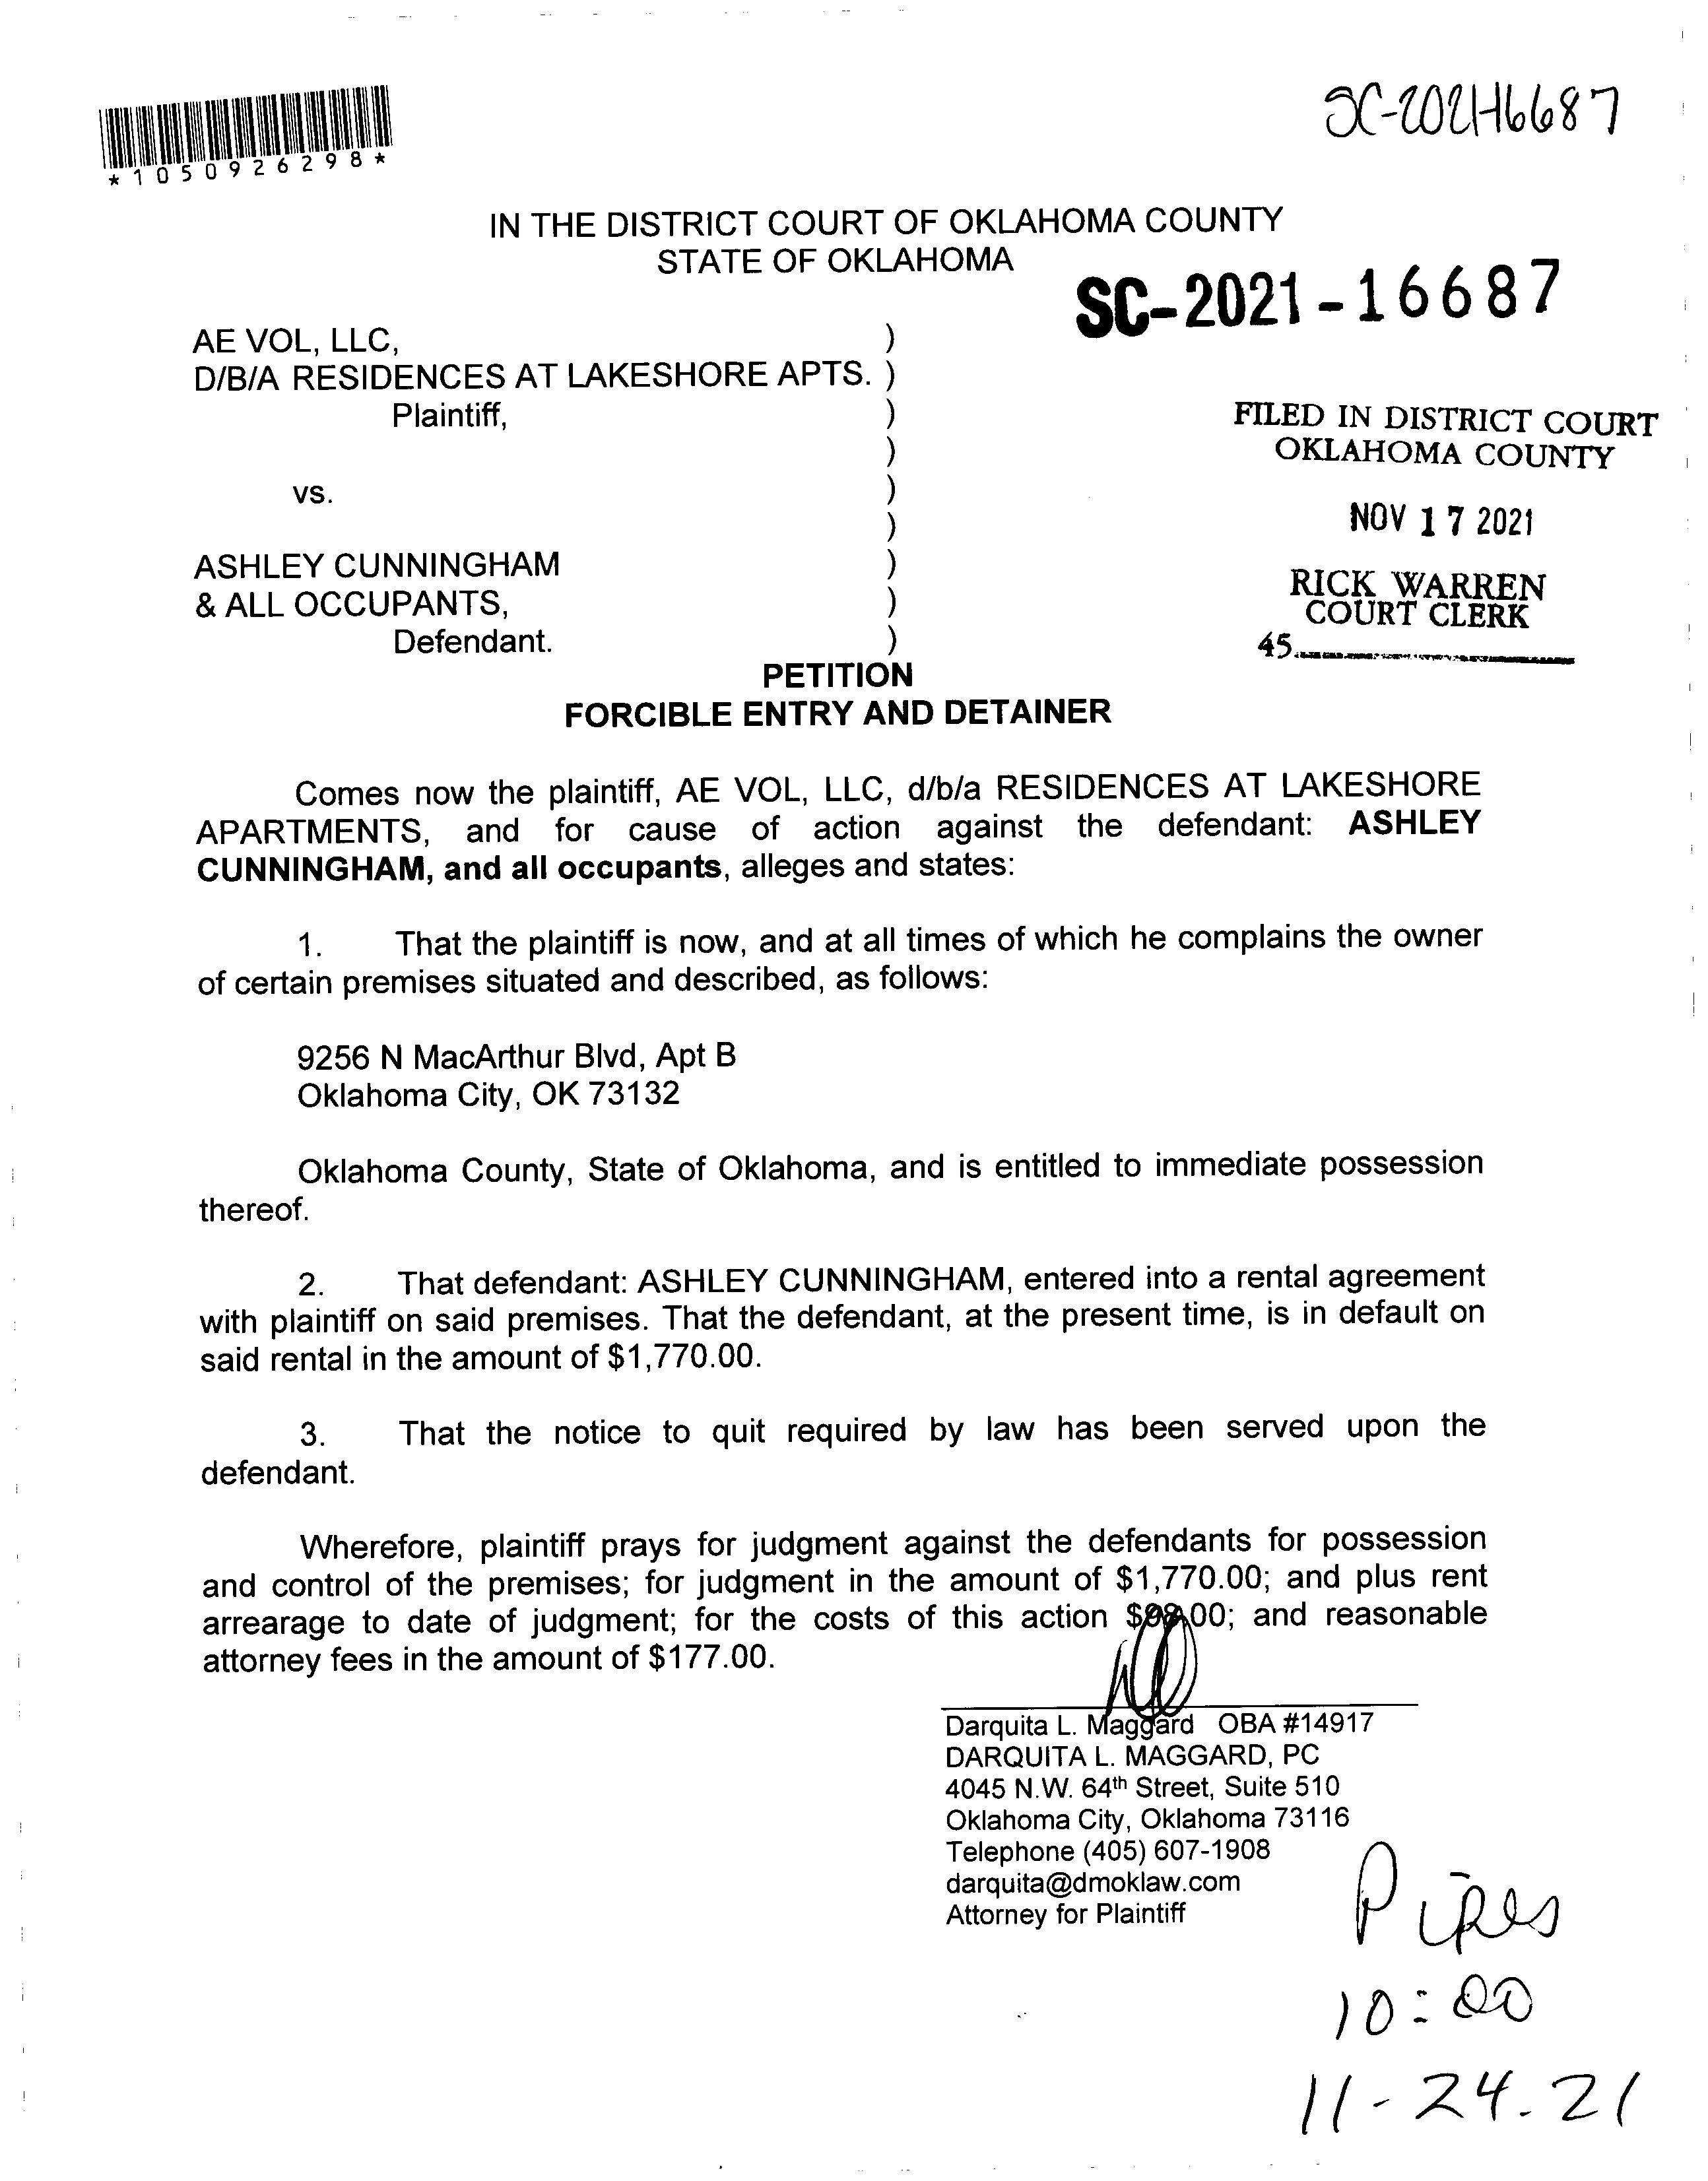 *1050926298*
SC-2021-16687
IN THE DISTRICT COURT OF OKLAHOMA COUNTY
STATE OF OKLAHOMA
SC-2021-16687
AE VOL, LLC, )
D/B/A RESIDENCES AT LAKESHORE APTS. )
Plaintiff, )
)
vs. )
)
ASHLEY CUNNINGHAM )
& ALL OCCUPANTS, )
Defendant. )
FILED IN DISTRICT COURT
OKLAHOMA COUNTY
NOV 17 2021
RICK WARREN
COURT CLERK
45
PETITION
FORCIBLE ENTRY AND DETAINER
Comes now the plaintiff, AE VOL, LLC, d/b/a RESIDENCES AT LAKESHORE
APARTMENTS, and for cause of action against the defendant: ASHLEY
CUNNINGHAM, and all occupants, alleges and states:
1. That the plaintiff is now, and at all times of which he complains the owner
of certain premises situated and described, as follows:
9256 N MacArthur Blvd, Apt B
Oklahoma City, OK 73132
Oklahoma County, State of Oklahoma, and is entitled to immediate possession
thereof.
2. That defendant: ASHLEY CUNNINGHAM, entered into a rental agreement
with plaintiff on said premises. That the defendant, at the present time, is in default on
said rental in the amount of $1,770.00.
3. That the notice to quit required by law has been served upon the
defendant.
Wherefore, plaintiff prays for judgment against the defendants for possession
and control of the premises; for judgment in the amount of $1,770.00; and plus rent
arrearage to date of judgment; for the costs of this action and reasonable
attorney fees in the amount of $177.00.
Darquita L. Maggard OBA #14917
DARQUITA L. MAGGARD, PC
4045 N.W. 64th Street, Suite 510
Oklahoma City, Oklahoma 73116
Telephone (405) 607-1908
darquita@dmoklaw.com
Attorney for Plaintiff
Pipes
10:00
11-24.21